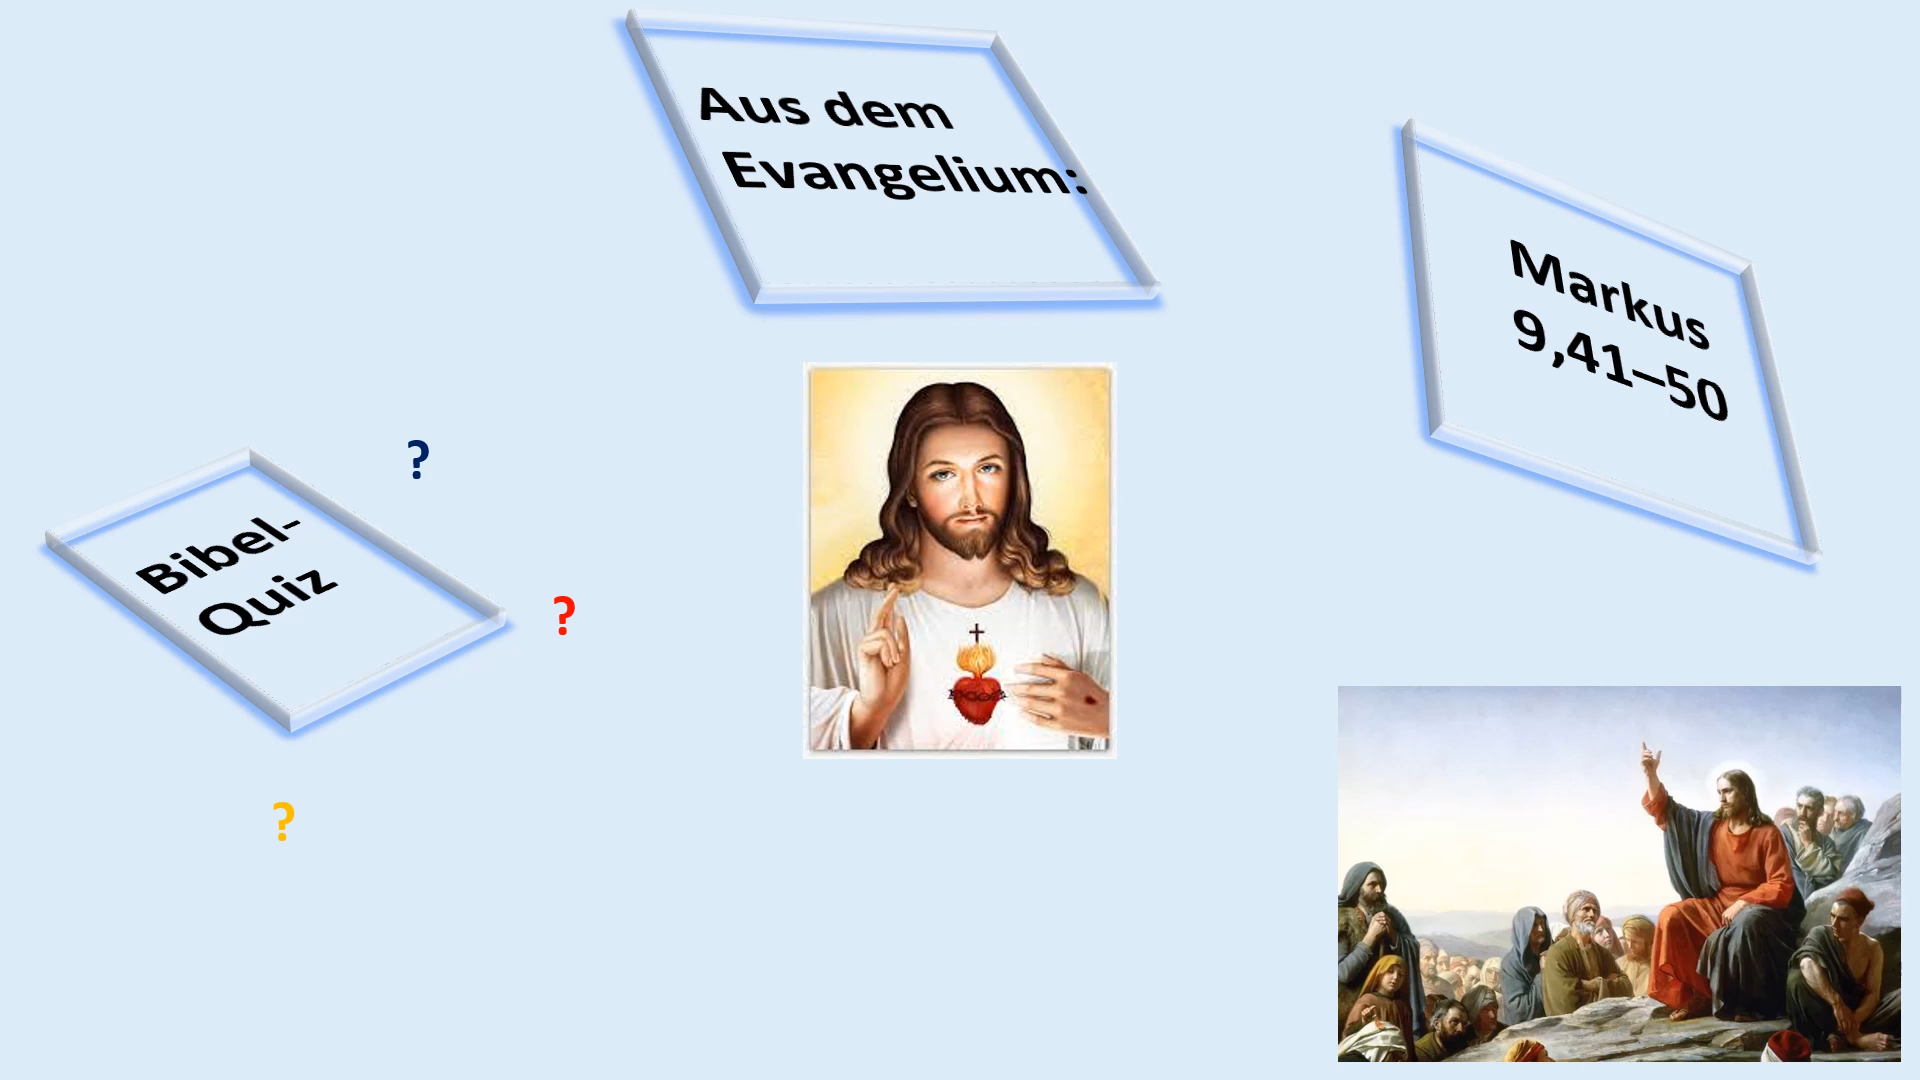 Aus dem
Evangelium:
Markus
9,41–50
Bibel-
Quiz
?
?
?